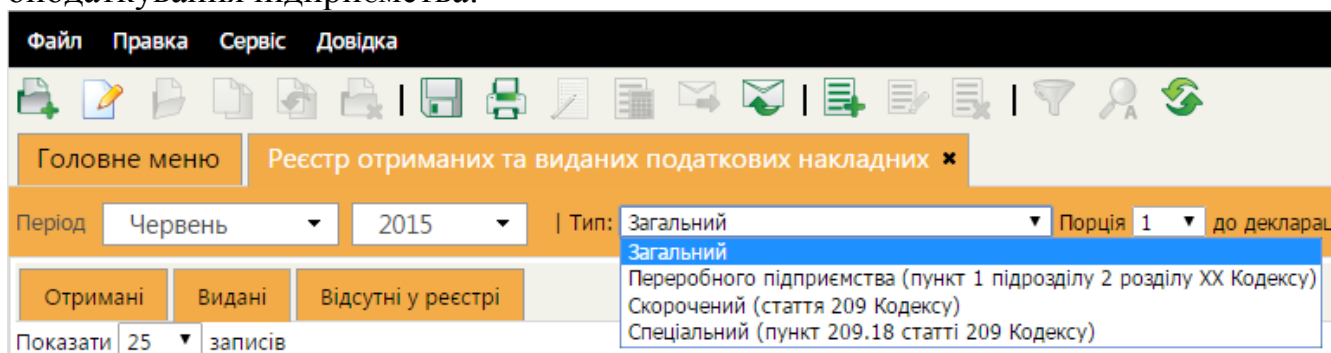 оподаткування підприємства.
Файл Правка Сервіс Довідка
Головне меню Реєстр отриманих та виданих податкових накладних ✖
Період Червень 2015 | Тип: Загальний Порція 1 до деклара
Загальний
Переробного підприємства (пункт 1 підрозділу 2 розділу XX Кодексу)
Скорочений (стаття 209 Кодексу)
Спеціальний (пункт 209.18 статті 209 Кодексу)
Отримані Видані Відсутні у реєстрі
Показати 25 записів